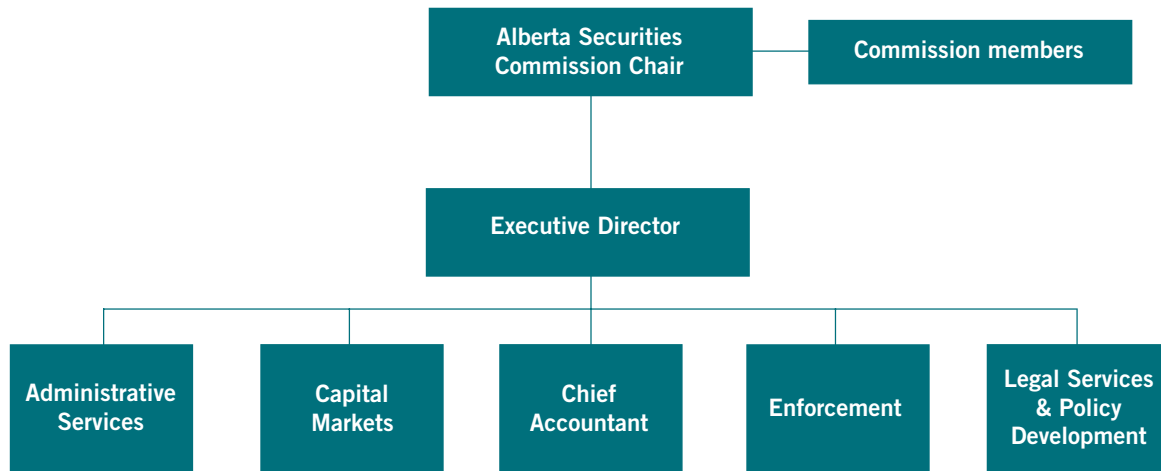 Alberta Securities
Commission Chair
Commission members
Executive Director
Administrative
Services
Capital
Markets
Chief
Accountant
Enforcement
Legal Services
& Policy
Development